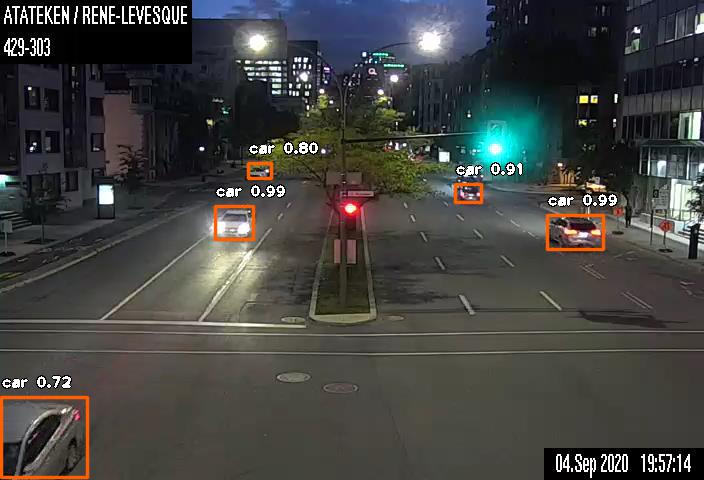 ATATEKEN / RENE-LEVESQUE
429-303
car 0.80
car 0.91
car 0.99
car 0.99
car 0.72
04.Sep 2020 19:57:14